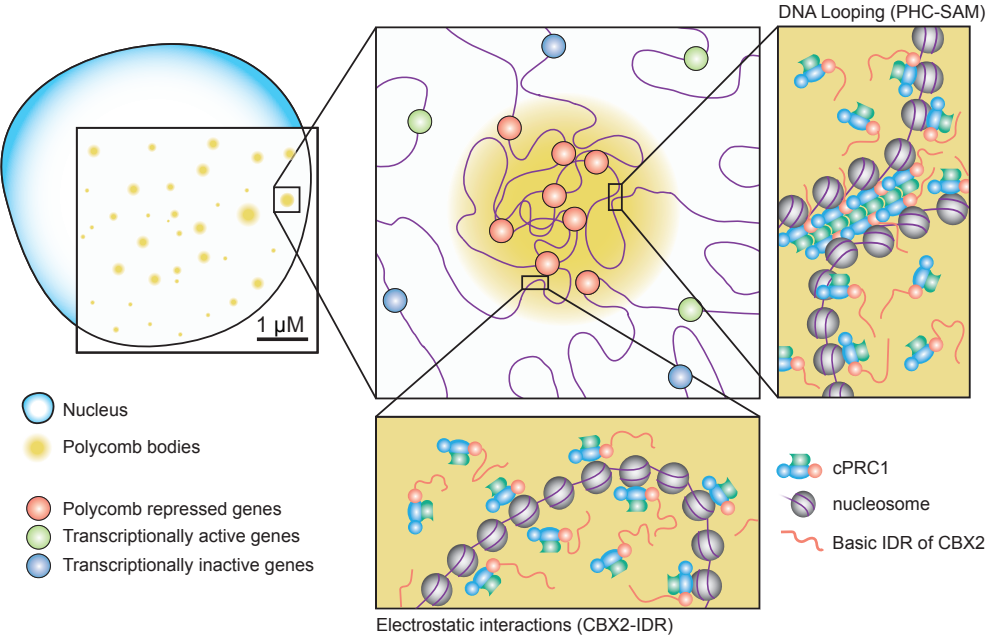 DNA Looping (PHC-SAM)
1 µM
Nucleus
Polycomb bodies
Polycomb repressed genes
Transcriptionally active genes
Transcriptionally inactive genes
cPRC1
nucleosome
Basic IDR of CBX2
Electrostatic interactions (CBX2-IDR)